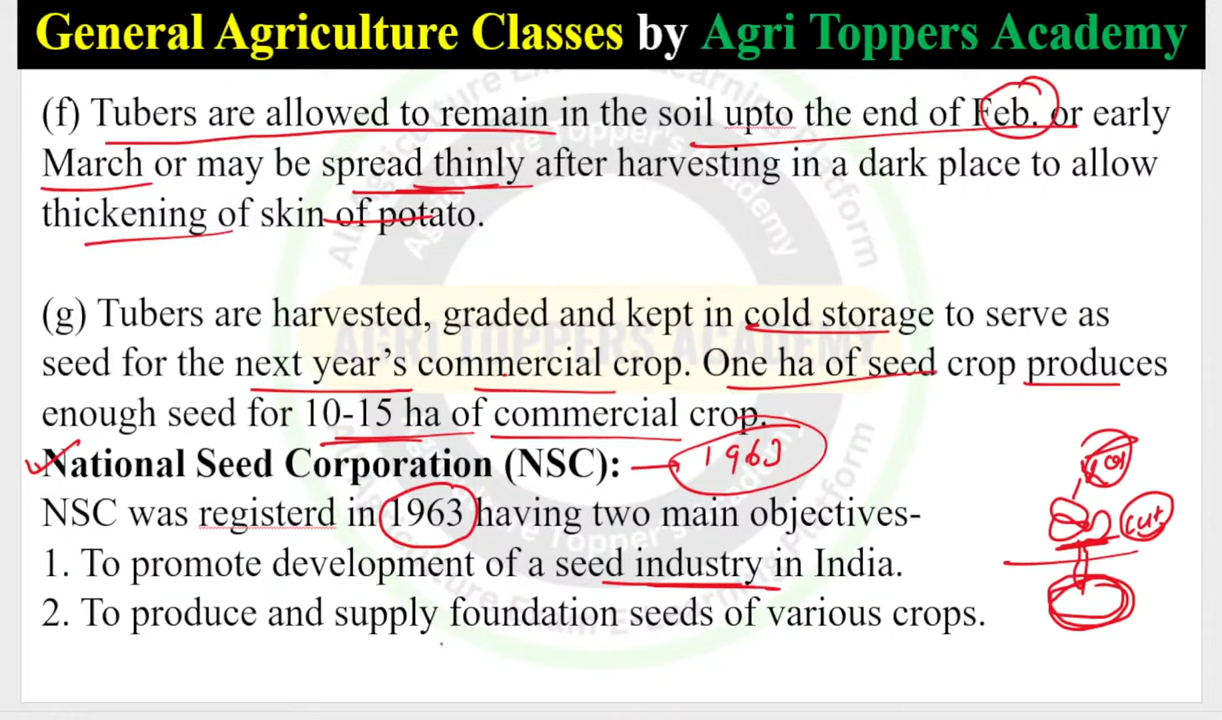 General Agriculture Classes by Agri Toppers Academy
(f) Tubers are allowed to remain in the soil upto the end of Feb. or early
March or may be spread thinly after harvesting in a dark place to allow
thickening of skin of potato.
(g) Tubers are harvested, graded and kept in cold storage to serve as
seed for the next year's commercial crop. One ha of seed crop produces
enough seed for 10-15 ha of commercial crop.
National Seed Corporation (NSC): 1963
NSC was registerd in 1963 having two main objectives-
cut
1. To promote development of a seed industry in India.
2. To produce and supply foundation seeds of various crops.
AGRI TOPPERS ACADEMY